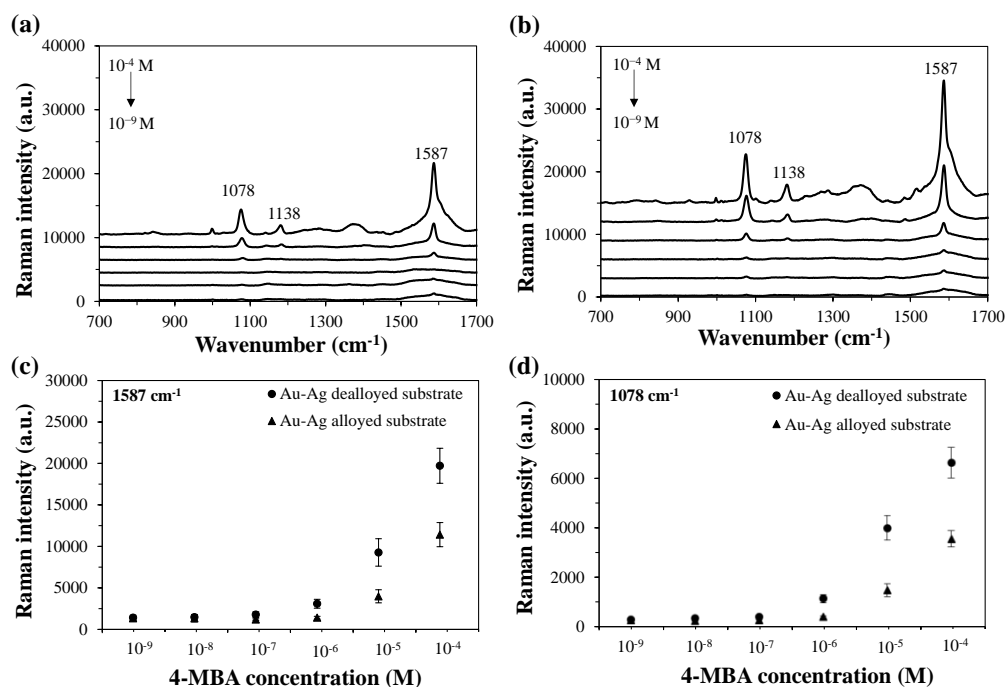 (a)
40000
30000
20000
10000
0
Raman intensity (a.u.)
10⁻⁴ M
10⁻⁹ M
1078
1138
1587
700 900 1100 1300 1500 1700
Wavenumber (cm⁻¹)
(b)
40000
30000
20000
10000
0
Raman intensity (a.u.)
10⁻⁴ M
10⁻⁹ M
1078
1138
1587
700 900 1100 1300 1500 1700
Wavenumber (cm⁻¹)
(c)
30000
25000
20000
15000
10000
5000
0
Raman intensity (a.u.)
1587 cm⁻¹
Au-Ag dealloyed substrate
Au-Ag alloyed substrate
10⁻⁹ 10⁻⁸ 10⁻⁷ 10⁻⁶ 10⁻⁵ 10⁻⁴
4-MBA concentration (M)
(d)
10000
8000
6000
4000
2000
0
Raman intensity (a.u.)
1078 cm⁻¹
Au-Ag dealloyed substrate
Au-Ag alloyed substrate
10⁻⁹ 10⁻⁸ 10⁻⁷ 10⁻⁶ 10⁻⁵ 10⁻⁴
4-MBA concentration (M)